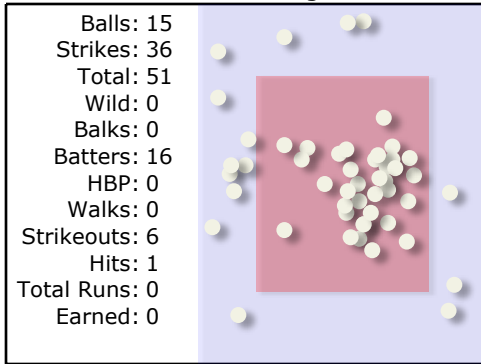 Balls: 15
Strikes: 36
Total: 51
Wild: 0
Balks: 0
Batters: 16
HBP: 0
Walks: 0
Strikeouts: 6
Hits: 1
Total Runs: 0
Earned: 0